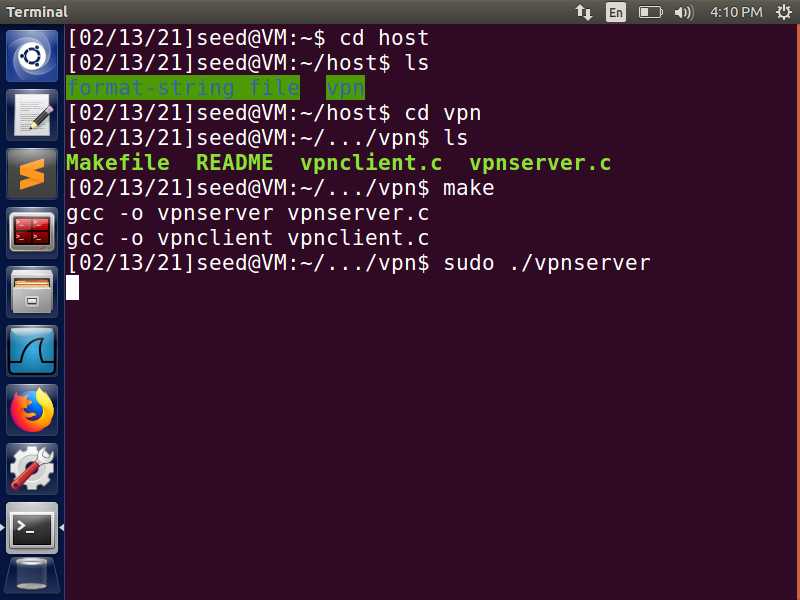 Terminal
En
4:10 PM
[02/13/21]seed@VM:~$ cd host
[02/13/21]seed@VM:~/host$ ls
format-string file  vpn
[02/13/21]seed@VM:~/host$ cd vpn
[02/13/21]seed@VM:~/.../vpn$ ls
Makefile  README  vpnclient.c  vpnserver.c
[02/13/21]seed@VM:~/.../vpn$ make
gcc -o vpnserver vpnserver.c
gcc -o vpnclient vpnclient.c
[02/13/21]seed@VM:~/.../vpn$ sudo ./vpnserver